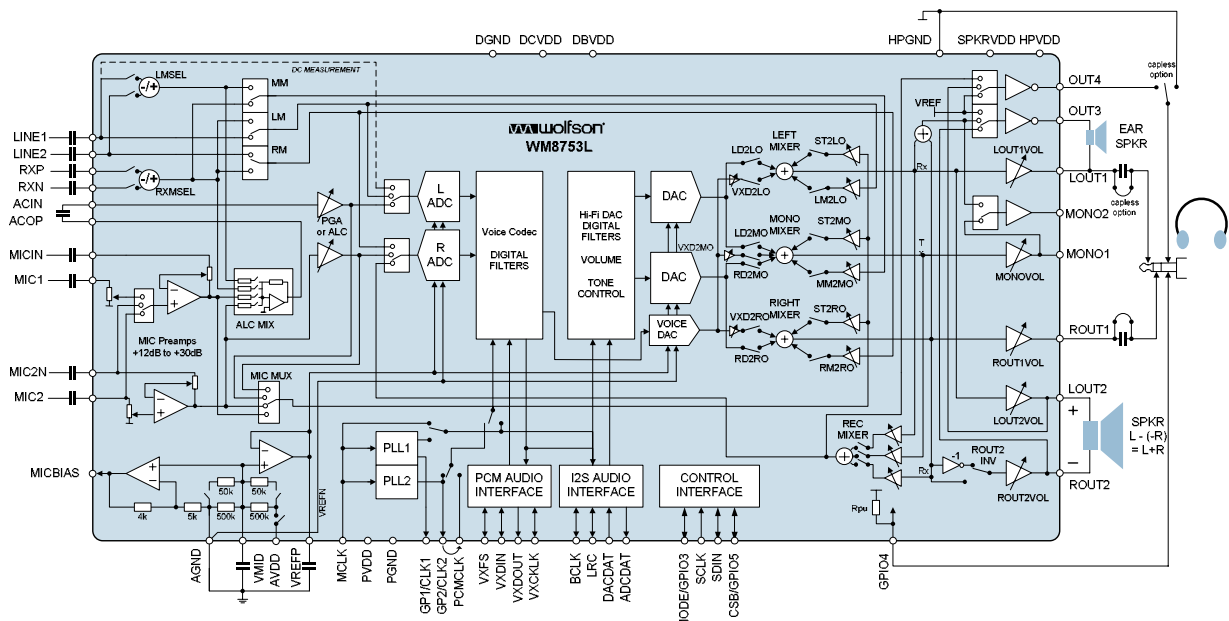 DGND DCVDD DBVDD HPGND SPKRVDD HPVDD
capless
option
DC MEASUREMENT
LMSEL
-/+
MM
LM
RM
LINE1
LINE2
RXP
RXN
-/+
RXMSEL
ACIN
ACOP
MICIN
MIC1
MIC2N
MIC2
MICBIAS
wolfson
WM8753L
PGA
or ALC
L
ADC
R
ADC
Voice Codec
DIGITAL
FILTERS
Hi-Fi DAC
DIGITAL
FILTERS
VOLUME
TONE
CONTROL
DAC
DAC
VOICE
DAC
VXD2MO
LEFT
MIXER
LD2LO
ST2LO
VXD2LO
LM2LO
MONO
MIXER
LD2MO
ST2MO
RD2MO
MM2MO
RIGHT
MIXER
VXD2RO
ST2RO
RD2RO
RM2RO
VREF
Rx
T
Rx
OUT4
OUT3
EAR
SPKR
LOUT1VOL
LOUT1
capless
option
MONO2
MONO1
MONOVOL
ROUT1
ROUT1VOL
LOUT2
LOUT2VOL
SPKR
L - (-R)
= L+R
+
−
REC
MIXER
-1
ROUT2
INV
ROUT2VOL
ROUT2
Rpu
ALC MIX
MIC Preamps
+12dB to +30dB
MIC MUX
+
−
+
−
+
−
+
−
50k
50k
4k
5k
500k
500k
VREFN
PLL1
PLL2
PCM AUDIO
INTERFACE
I2S AUDIO
INTERFACE
CONTROL
INTERFACE
AGND
VMID
AVDD
VREFP
MCLK
PVDD
PGND
GP1/CLK1
GP2/CLK2
PCMCLK
VXFS
VXDIN
VXDOUT
VXCKLK
BCLK
LRC
DACDAT
ADCDAT
IODE/GPIO3
SCLK
SDIN
CSB/GPIO5
GPIO4